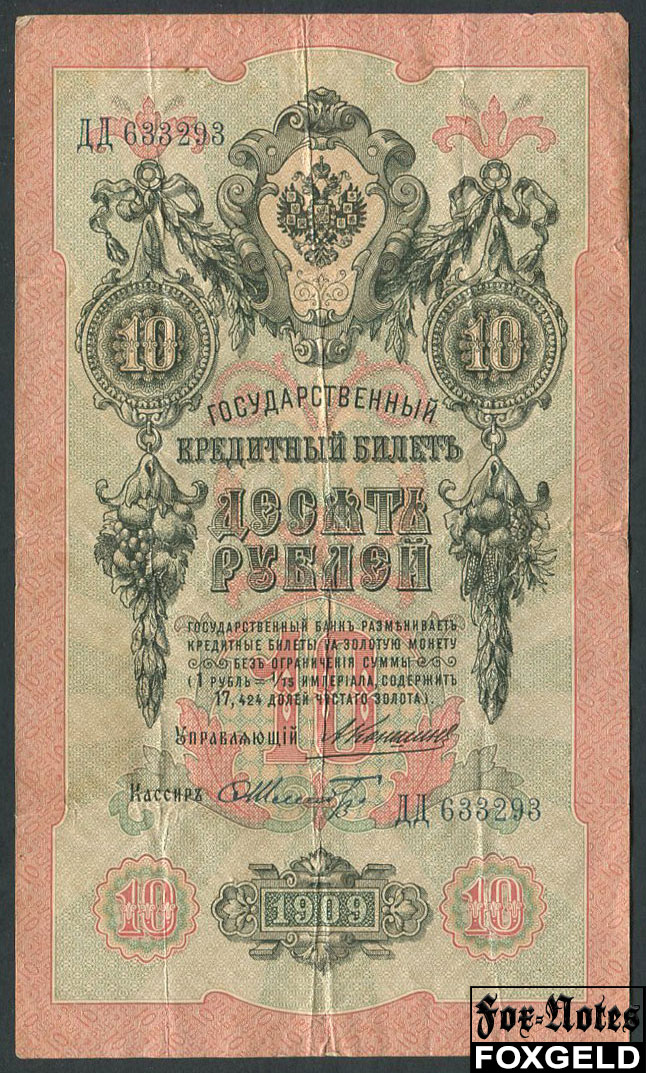 ДД 633293
10 10
ГОСУДАРСТВЕННЫЙ
КРЕДИТНЫЙ БИЛЕТЪ
ДЕСЯТЬ
РУБЛЕЙ
ГОСУДАРСТВЕННЫЙ БАНКЪ РАЗМѢНИВАЕТЪ
КРЕДИТНЫЕ БИЛЕТЫ НА ЗОЛОТУЮ МОНЕТУ
БЕЗЪ ОГРАНИЧЕНІЯ СУММЫ
(1 РУБЛЬ = 1/15 ИМПЕРІАЛА, СОДЕРЖИТЪ
17,424 ДОЛЕЙ ЧИСТАГО ЗОЛОТА).
10
Управляющій
Кассиръ
ДД 633293
10 1909 10
Fox-Notes
FOXGELD